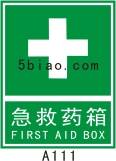 5biao.com
急救药箱
FIRST AID BOX
A111